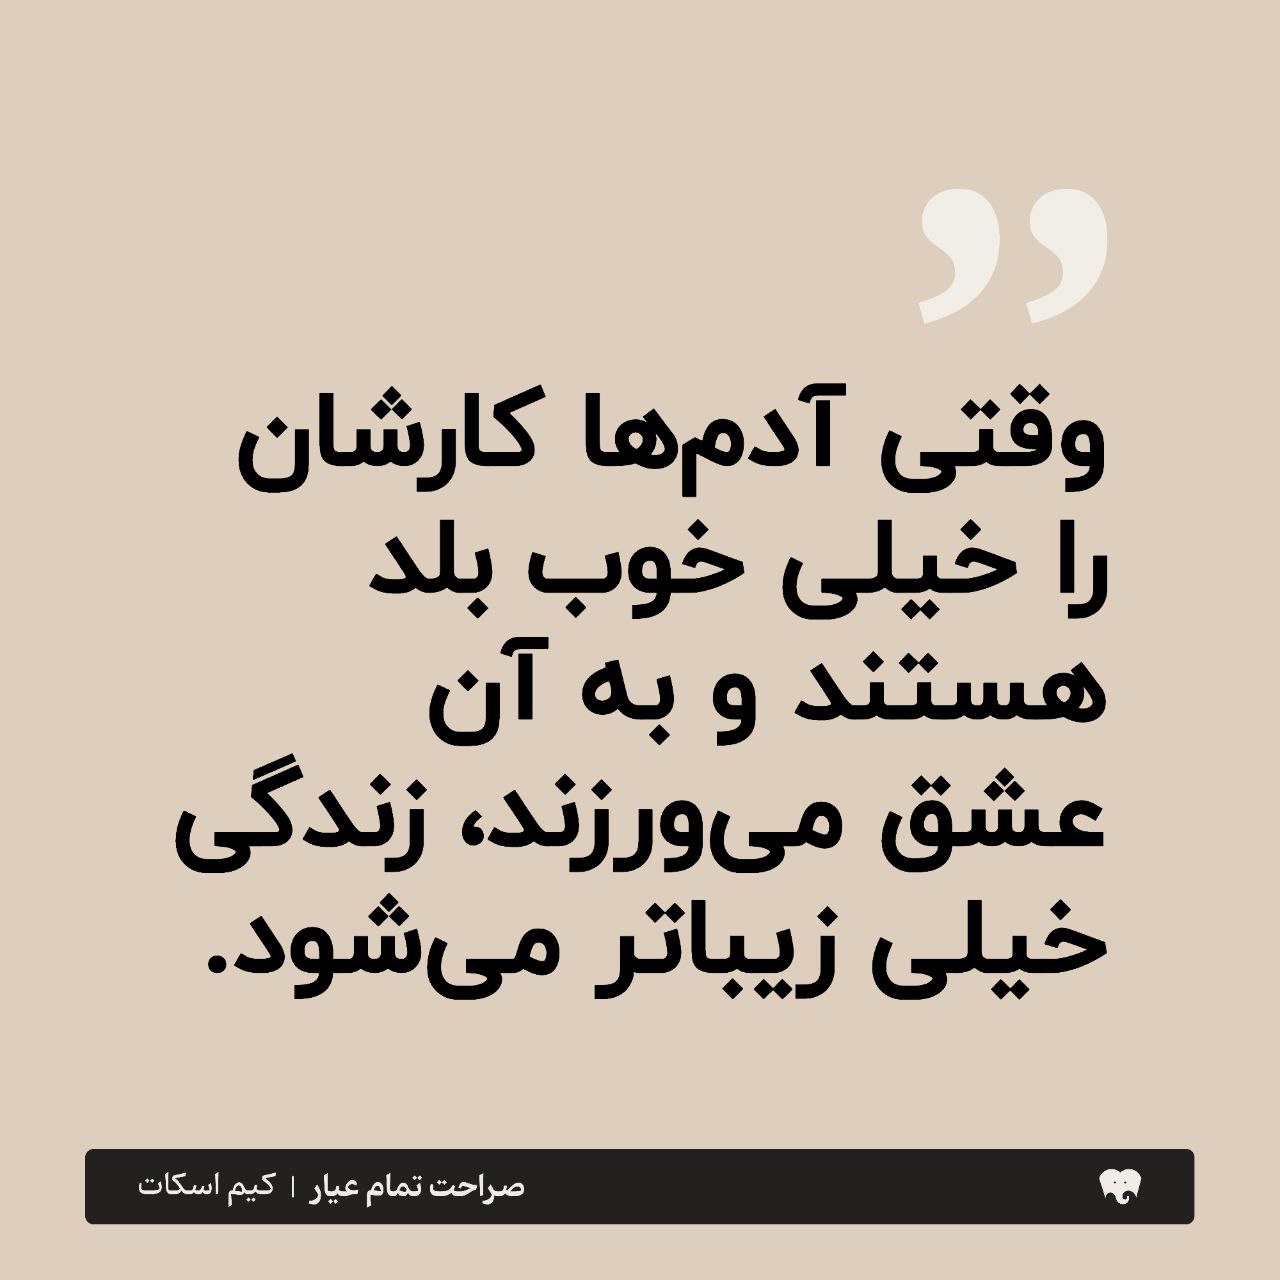 ”
وقتی آدم‌ها کارشان
را خیلی خوب بلد
هستند و به آن
عشق می‌ورزند، زندگی
خیلی زیباتر می‌شود.
صراحت تمام عیار | کیم اسکات